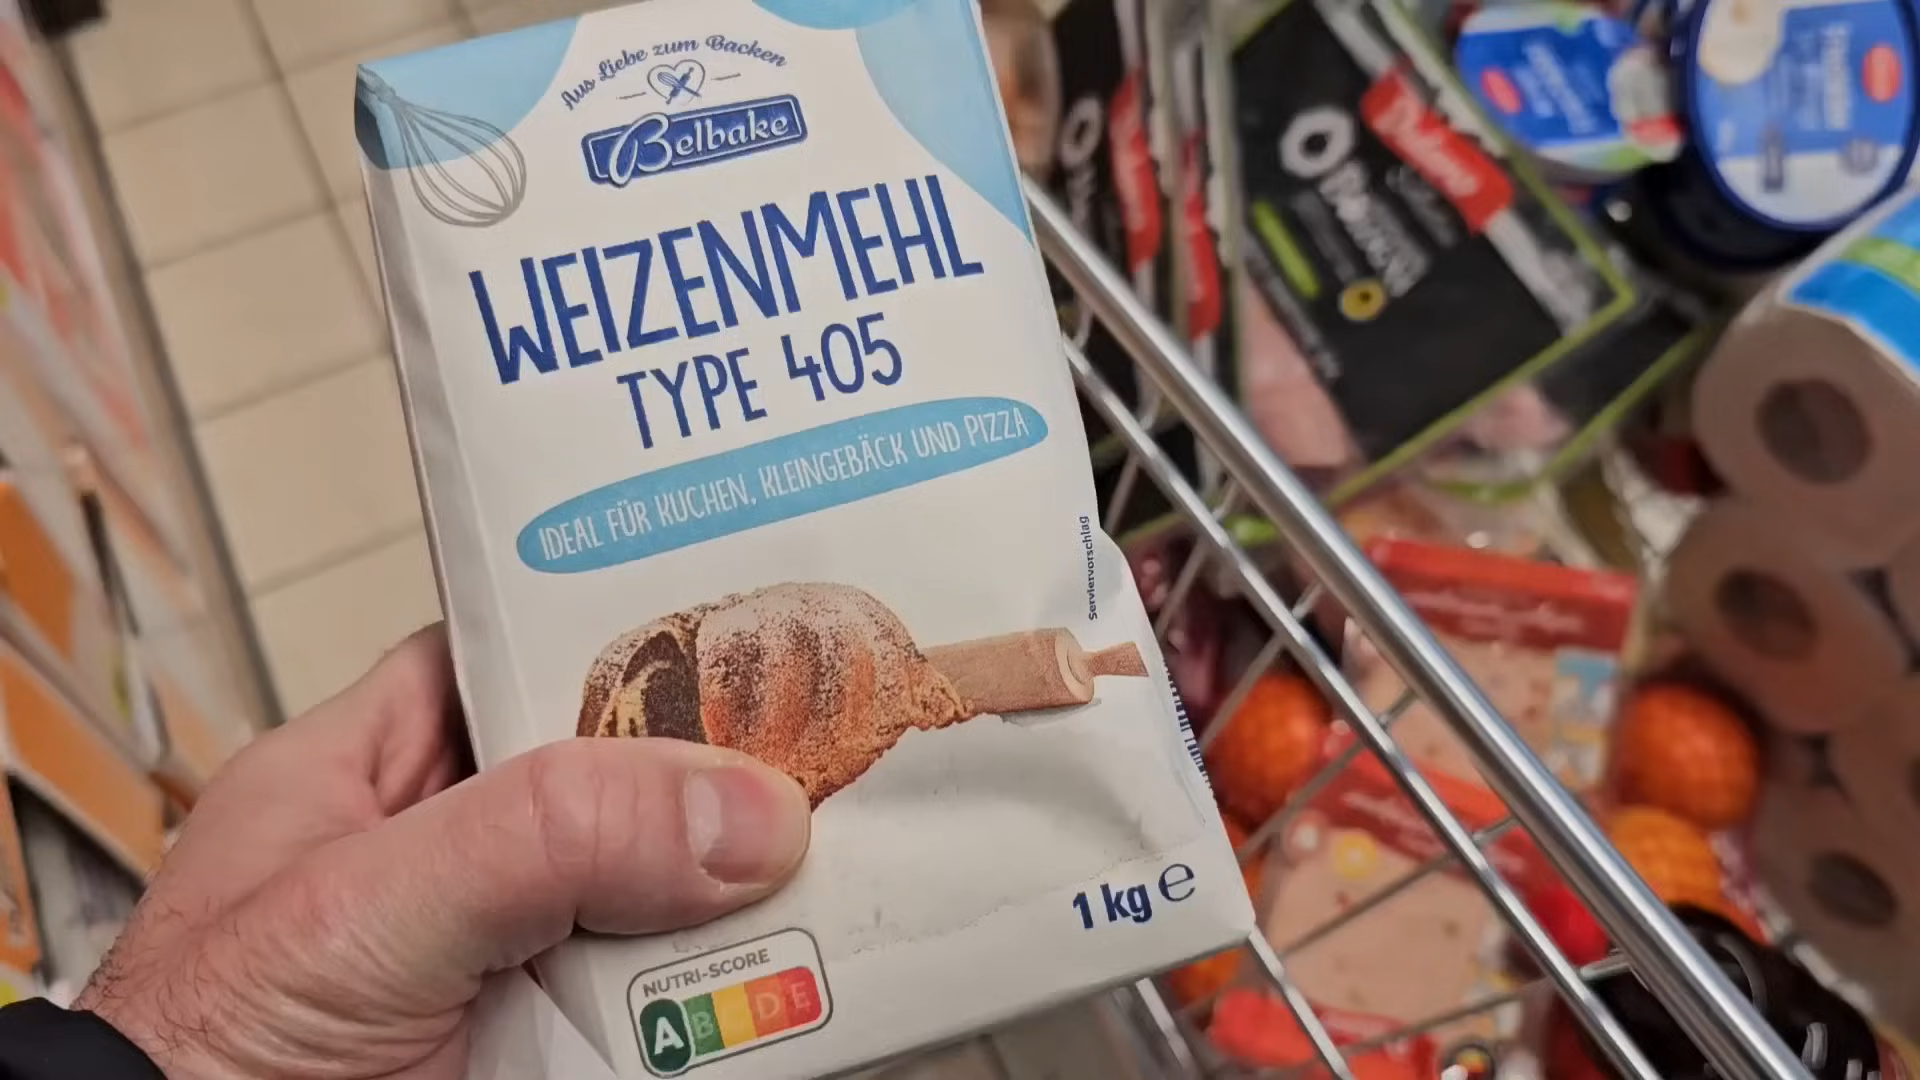 Aus Liebe zum Backen
Belbake
WEIZENMEHL
TYPE 405
IDEAL FÜR KUCHEN, KLEINGEBÄCK UND PIZZA
Serviervorschlag
1 kg e
NUTRI-SCORE
A B D E
Dulano